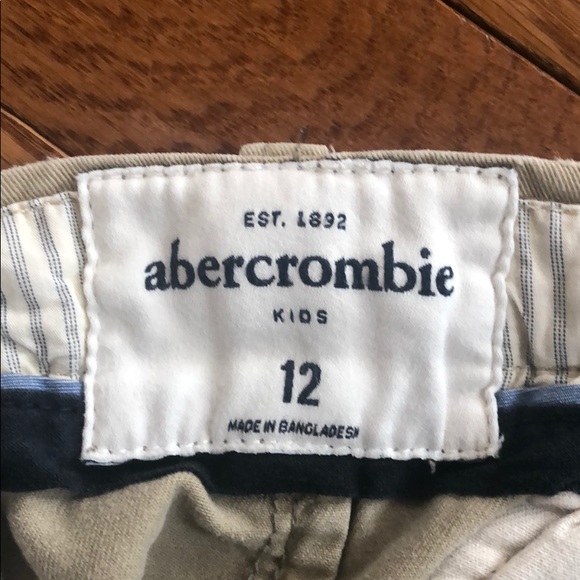 EST. 1892
abercrombie
KIDS
12
MADE IN BANGLADESH